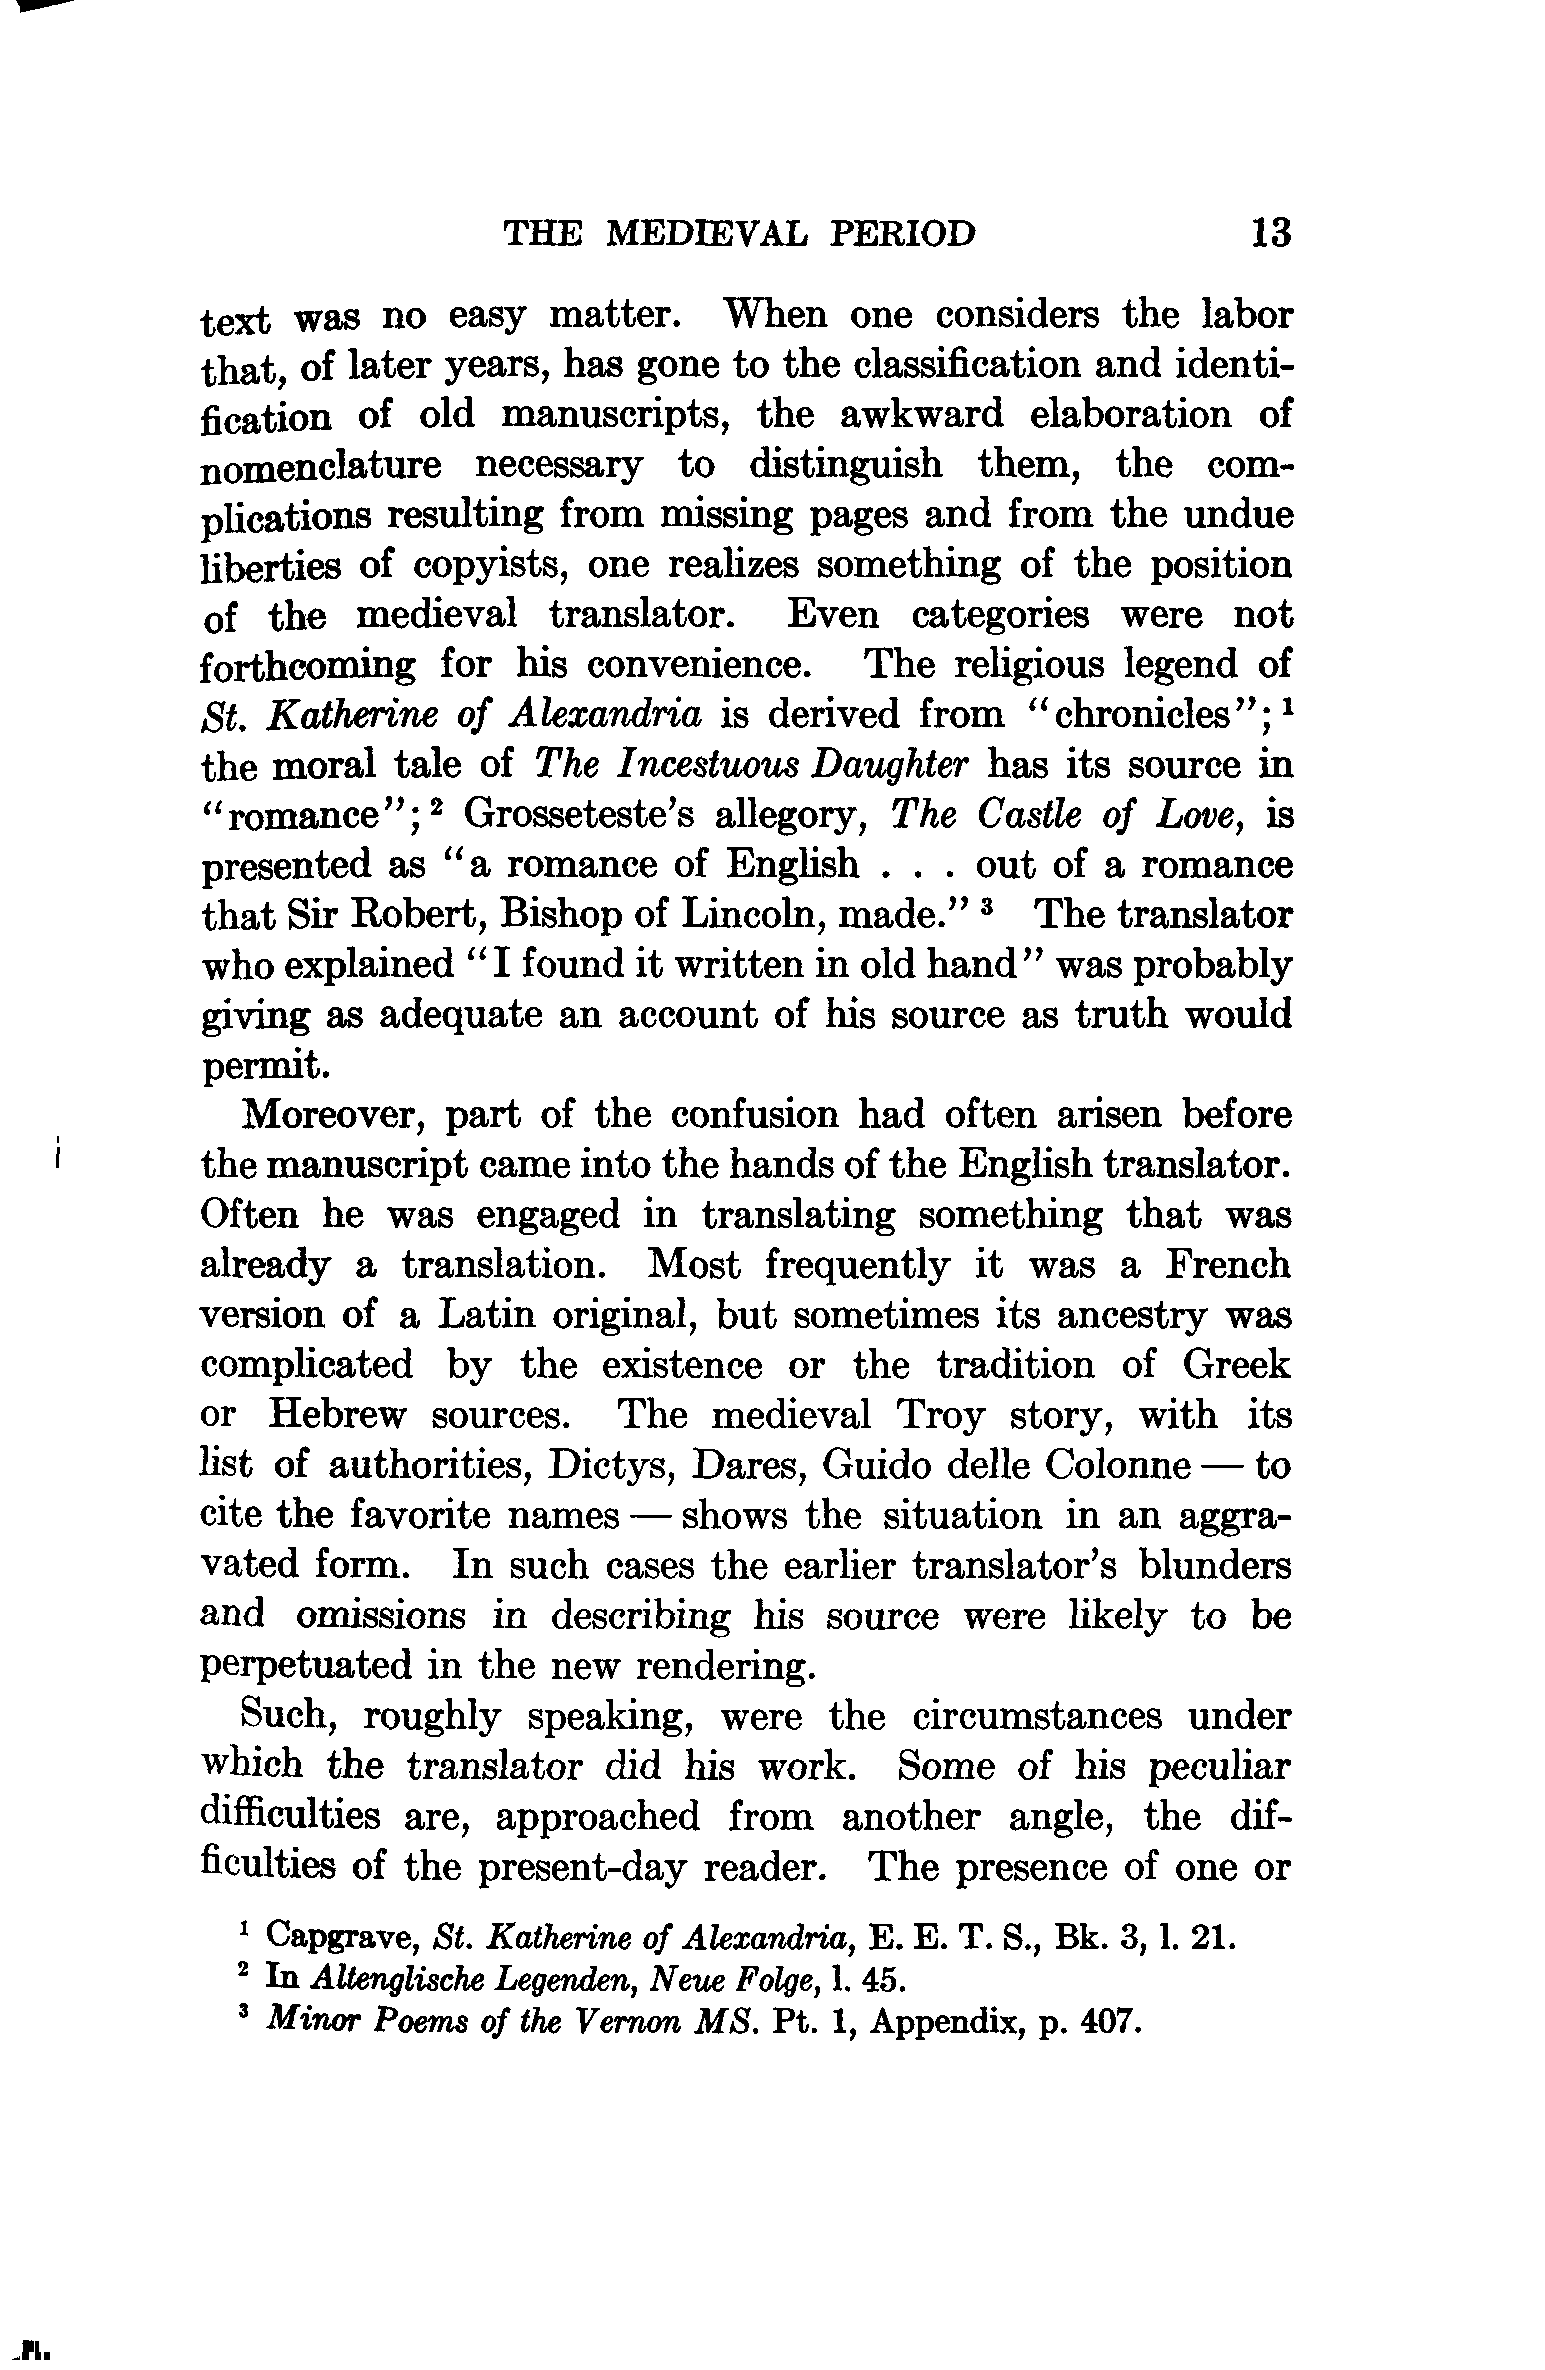 THE MEDIEVAL PERIOD 13
text was no easy matter. When one considers the labor
that, of later years, has gone to the classification and identi-
fication of old manuscripts, the awkward elaboration of
nomenclature necessary to distinguish them, the com-
plications resulting from missing pages and from the undue
liberties of copyists, one realizes something of the position
of the medieval translator. Even categories were not
forthcoming for his convenience. The religious legend of
St. Katherine of Alexandria is derived from “chronicles”; ¹
the moral tale of The Incestuous Daughter has its source in
“romance”; ² Grosseteste’s allegory, The Castle of Love, is
presented as “a romance of English . . . out of a romance
that Sir Robert, Bishop of Lincoln, made.” ³ The translator
who explained “I found it written in old hand” was probably
giving as adequate an account of his source as truth would
permit.
Moreover, part of the confusion had often arisen before
the manuscript came into the hands of the English translator.
Often he was engaged in translating something that was
already a translation. Most frequently it was a French
version of a Latin original, but sometimes its ancestry was
complicated by the existence or the tradition of Greek
or Hebrew sources. The medieval Troy story, with its
list of authorities, Dictys, Dares, Guido delle Colonne — to
cite the favorite names — shows the situation in an aggra-
vated form. In such cases the earlier translator’s blunders
and omissions in describing his source were likely to be
perpetuated in the new rendering.
Such, roughly speaking, were the circumstances under
which the translator did his work. Some of his peculiar
difficulties are, approached from another angle, the dif-
ficulties of the present-day reader. The presence of one or
¹ Capgrave, St. Katherine of Alexandria, E. E. T. S., Bk. 3, l. 21.
² In Altenglische Legenden, Neue Folge, l. 45.
³ Minor Poems of the Vernon MS. Pt. 1, Appendix, p. 407.